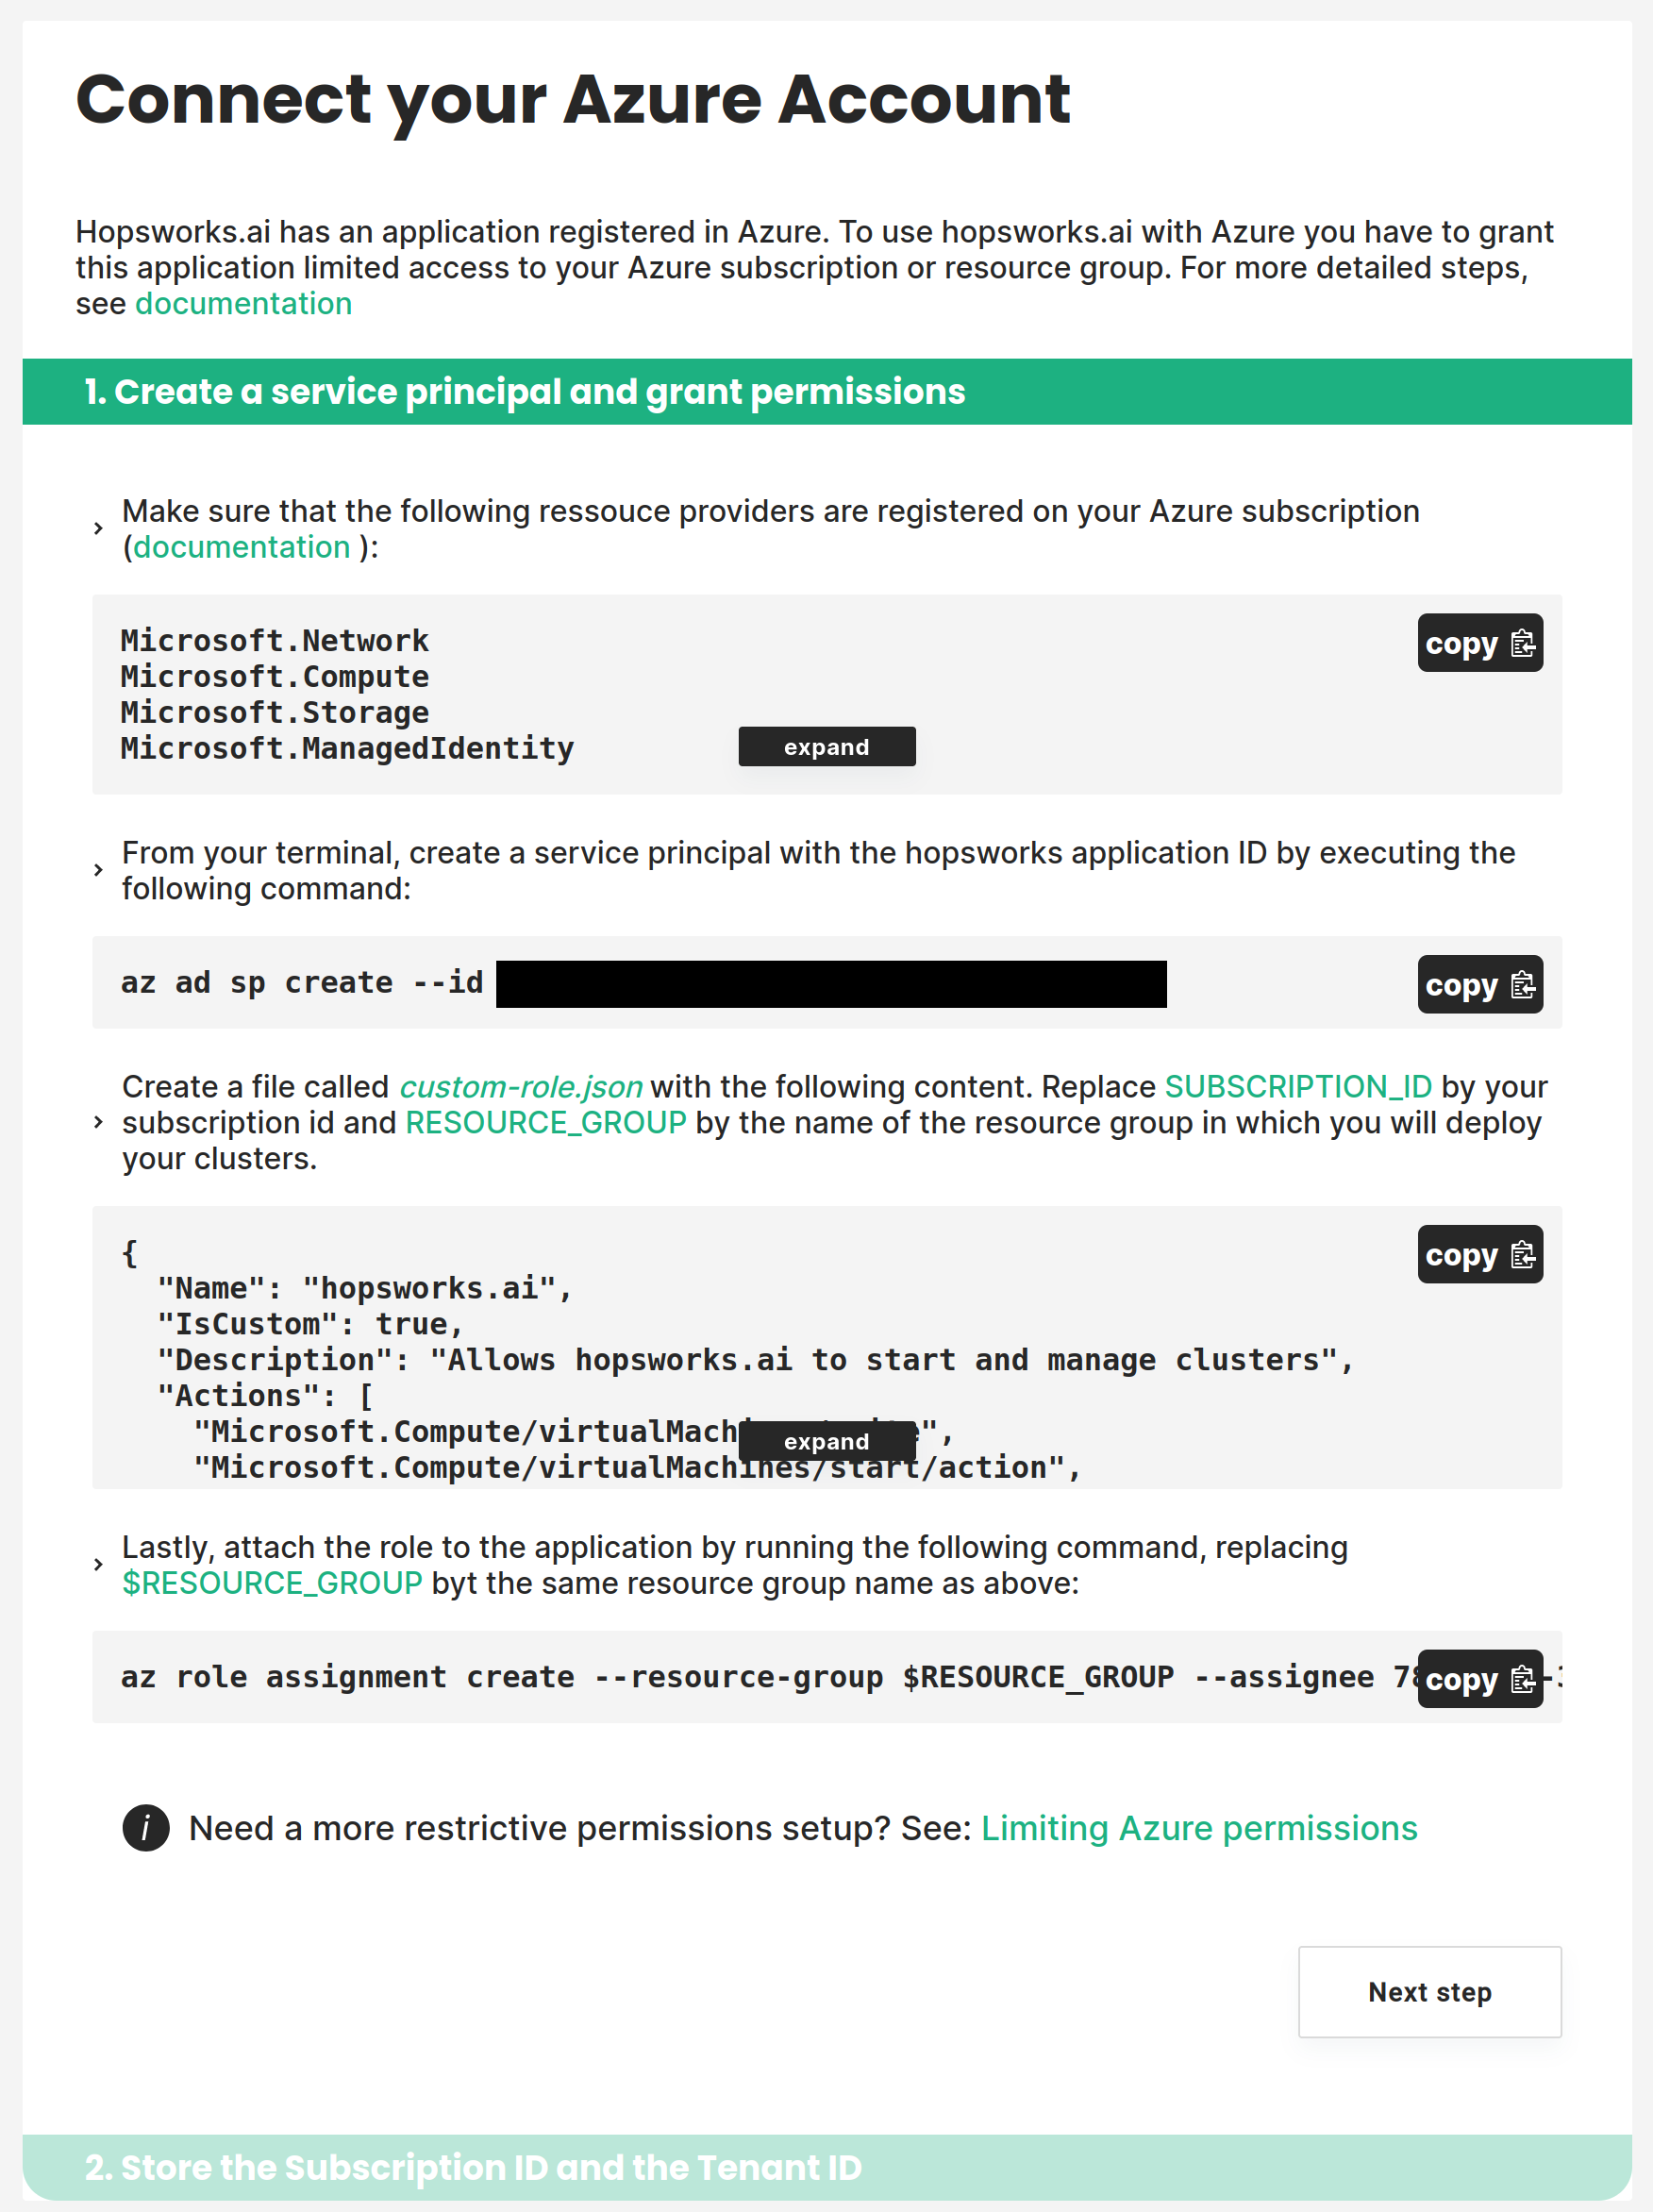 Connect your Azure Account
Hopsworks.ai has an application registered in Azure. To use hopsworks.ai with Azure you have to grant
this application limited access to your Azure subscription or resource group. For more detailed steps,
see documentation
1. Create a service principal and grant permissions
Make sure that the following ressouce providers are registered on your Azure subscription
(documentation ):
copy
Microsoft.Network
Microsoft.Compute
Microsoft.Storage
Microsoft.ManagedIdentity
expand
From your terminal, create a service principal with the hopsworks application ID by executing the
following command:
az ad sp create --id
copy
Create a file called custom-role.json with the following content. Replace SUBSCRIPTION_ID by your
subscription id and RESOURCE_GROUP by the name of the resource group in which you will deploy
your clusters.
copy
{
"Name": "hopsworks.ai",
"IsCustom": true,
"Description": "Allows hopsworks.ai to start and manage clusters",
"Actions": [
"Microsoft.Compute/virtualMach
expand
"Microsoft.Compute/virtualMachines/start/action",
Lastly, attach the role to the application by running the following command, replacing
$RESOURCE_GROUP byt the same resource group name as above:
az role assignment create --resource-group $RESOURCE_GROUP --assignee
copy
i Need a more restrictive permissions setup? See: Limiting Azure permissions
Next step
2. Store the Subscription ID and the Tenant ID